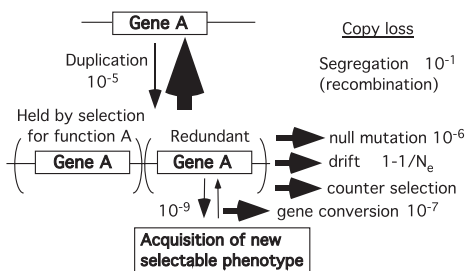 Gene A
Copy loss
Duplication
10-5
Segregation 10-1
(recombination)
Held by selection
for function A
Redundant
Gene A
Gene A
null mutation 10-6
drift 1-1/Ne
counter selection
10-9
gene conversion 10-7
Acquisition of new
selectable phenotype